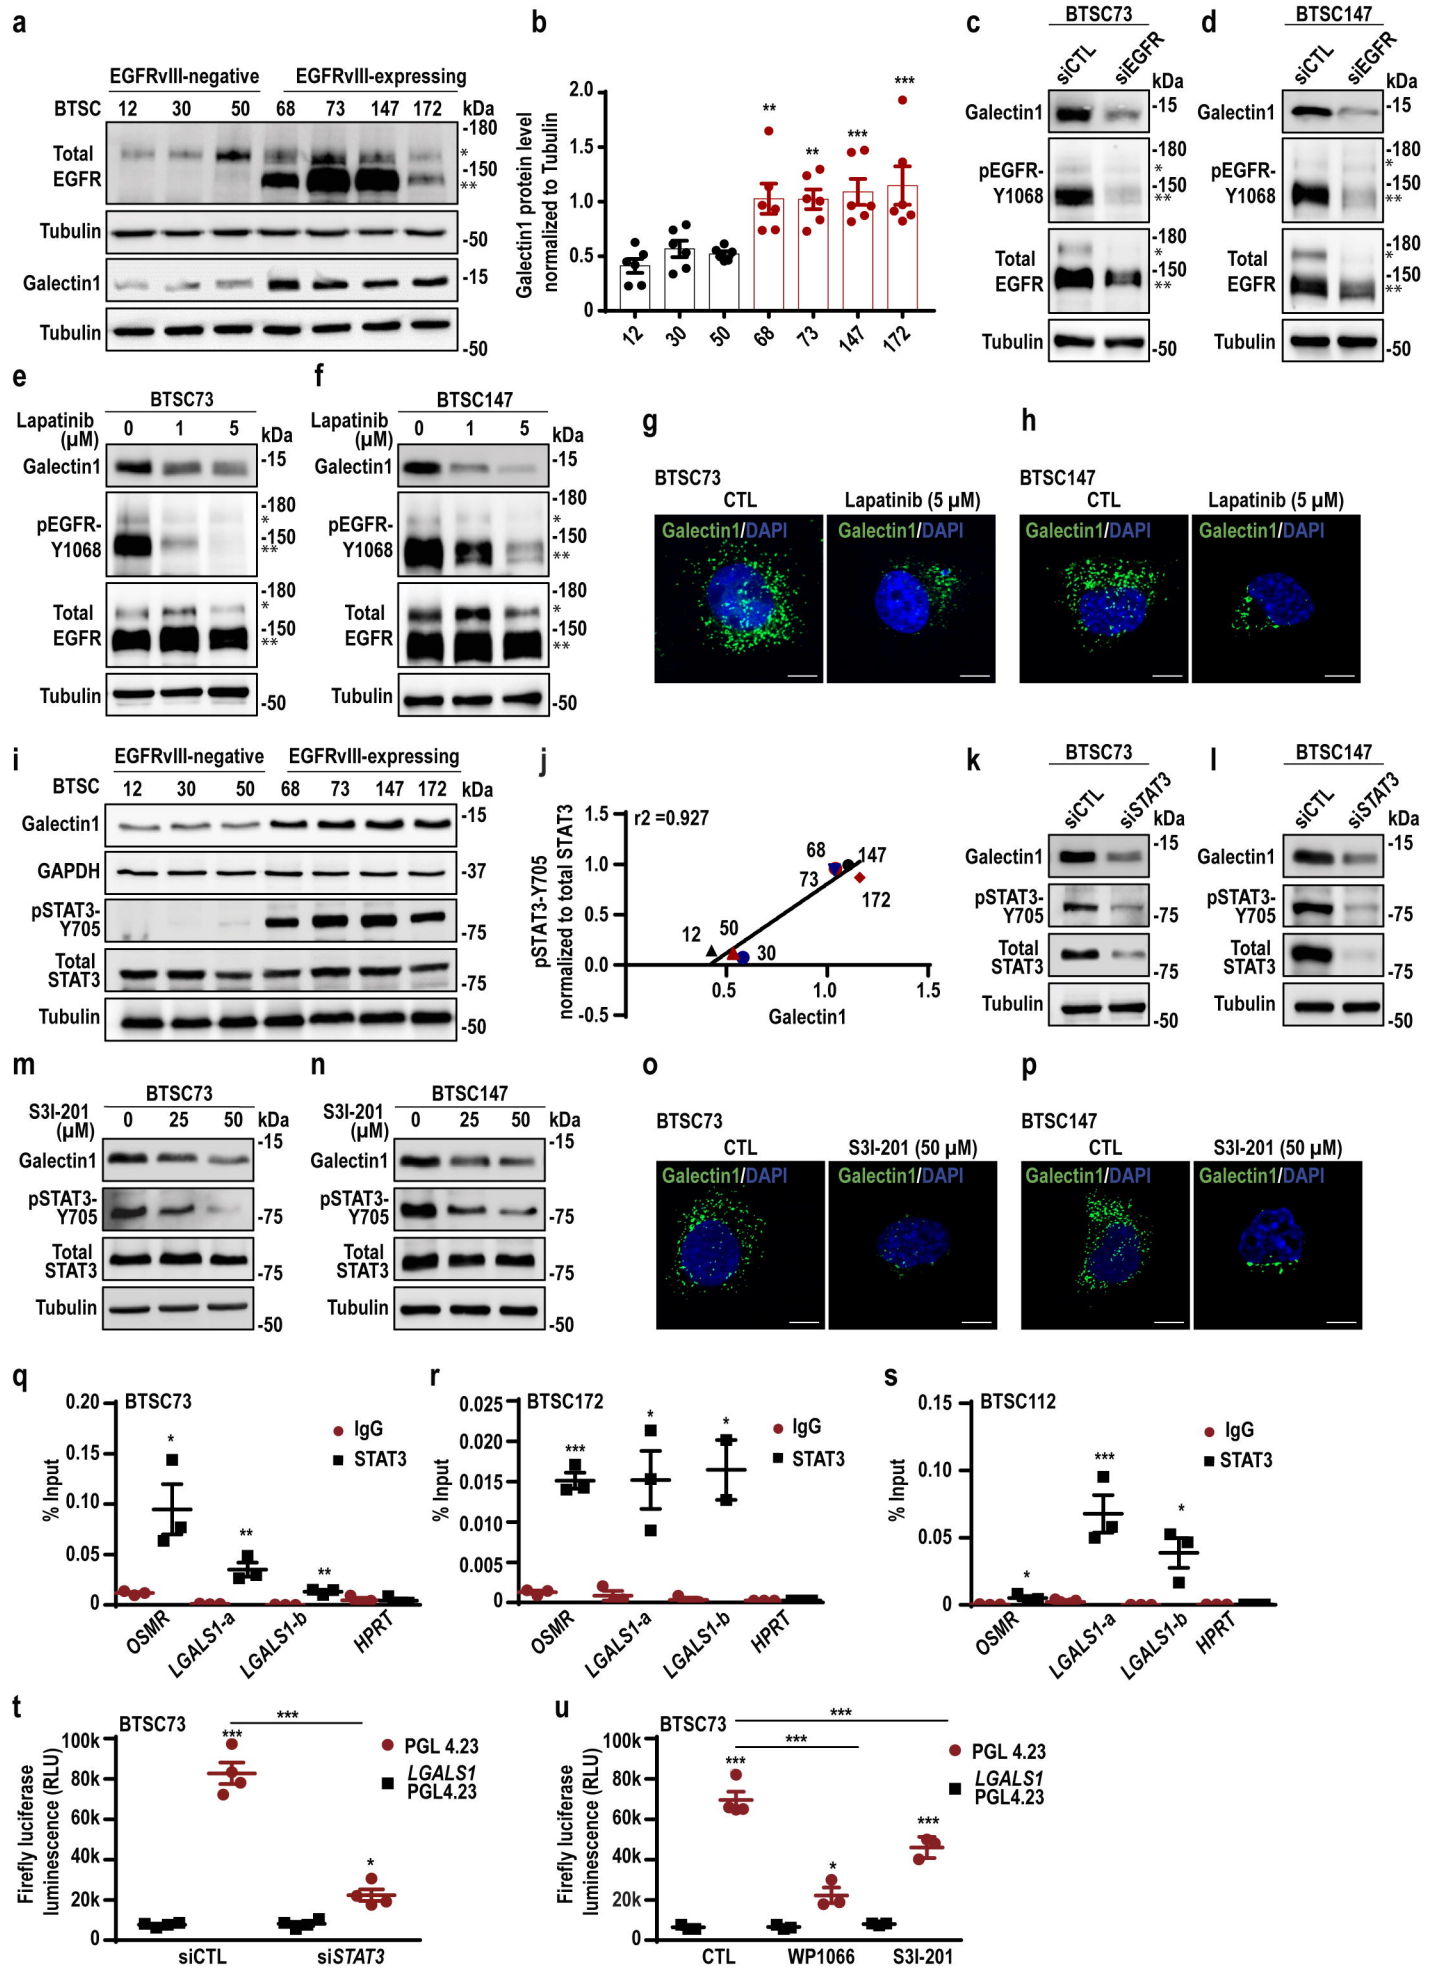 a
EGFRvIII-negative EGFRvIII-expressing
BTSC 12 30 50 68 73 147 172 kDa
-180
Total *
EGFR -150
**
Tubulin -50
Galectin1 -15
Tubulin
-50
b
Galectin1 protein level
normalized to Tubulin
2.0
1.5
1.0
0.5
0
** ** *** ***
12 30 50 68 73 147 172
c
BTSC73
siCTL siEGFR
kDa
Galectin1 -15
-180
pEGFR- *
Y1068 -150
**
-180
Total *
EGFR -150
**
Tubulin -50
d
BTSC147
siCTL siEGFR
kDa
Galectin1 -15
-180
pEGFR- *
Y1068 -150
**
-180
Total *
EGFR -150
**
Tubulin -50
e
BTSC73
Lapatinib 0 1 5
(µM) kDa
Galectin1 -15
-180
pEGFR- *
Y1068 -150
**
-180
Total *
EGFR -150
**
Tubulin -50
f
BTSC147
Lapatinib 0 1 5
(µM) kDa
Galectin1 -15
-180
pEGFR- *
Y1068 -150
**
-180
Total *
EGFR -150
**
Tubulin -50
g
BTSC73
CTL Lapatinib (5 µM)
Galectin1/DAPI Galectin1/DAPI
h
BTSC147
CTL Lapatinib (5 µM)
Galectin1/DAPI Galectin1/DAPI
i
EGFRvIII-negative EGFRvIII-expressing
BTSC 12 30 50 68 73 147 172 kDa
Galectin1 -15
GAPDH -37
pSTAT3-
Y705 -75
Total
STAT3 -75
Tubulin -50
j
pSTAT3-Y705
normalized to total STAT3
1.5
1.0
0.5
0.0
-0.5
r2 =0.927
68 147
73
172
12 50
30
0.5 1.0 1.5
Galectin1
k
BTSC73
siCTL siSTAT3
kDa
Galectin1 -15
pSTAT3-
Y705 -75
Total
STAT3 -75
Tubulin -50
l
BTSC147
siCTL siSTAT3
kDa
Galectin1 -15
pSTAT3-
Y705 -75
Total
STAT3 -75
Tubulin -50
m
BTSC73
S3I-201 0 25 50 kDa
(µM) -15
Galectin1
pSTAT3-
Y705 -75
Total
STAT3 -75
Tubulin -50
n
BTSC147
S3I-201 0 25 50 kDa
(µM) -15
Galectin1
pSTAT3-
Y705 -75
Total
STAT3 -75
Tubulin -50
o
BTSC73
CTL S3I-201 (50 µM)
Galectin1/DAPI Galectin1/DAPI
p
BTSC147
CTL S3I-201 (50 µM)
Galectin1/DAPI Galectin1/DAPI
q
BTSC73
% Input
0.20
0.15
0.10
0.05
0
* ** **
IgG
STAT3
OSMR LGALS1-a LGALS1-b HPRT
r
BTSC172
% Input
0.025
0.020
0.015
0.010
0.005
0
*** * *
IgG
STAT3
OSMR LGALS1-a LGALS1-b HPRT
s
BTSC112
% Input
0.15
0.10
0.05
0
* *** *
IgG
STAT3
OSMR LGALS1-a LGALS1-b HPRT
t
BTSC73
Firefly luciferase
luminescence (RLU)
100k
80k
60k
40k
20k
0
***
***
*
PGL 4.23
LGALS1
PGL4.23
siCTL siSTAT3
u
BTSC73
Firefly luciferase
luminescence (RLU)
100k
80k
60k
40k
20k
0
***
***
***
*
***
PGL 4.23
LGALS1
PGL4.23
CTL WP1066 S3I-201